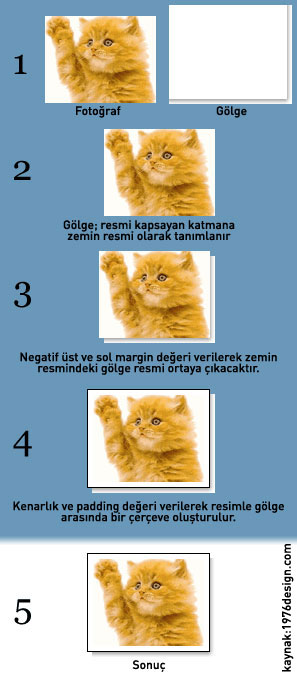 1
Fotoğraf Gölge
2
Gölge; resmi kapsayan katmana
zemin resmi olarak tanımlanır
3
Negatif üst ve sol margin değeri verilerek zemin
resmindeki gölge resmi ortaya çıkacaktır.
4
Kenarlık ve padding değeri verilerek resimle gölge
arasında bir çerçeve oluşturulur.
5
Sonuç
kaynak:1976design.com